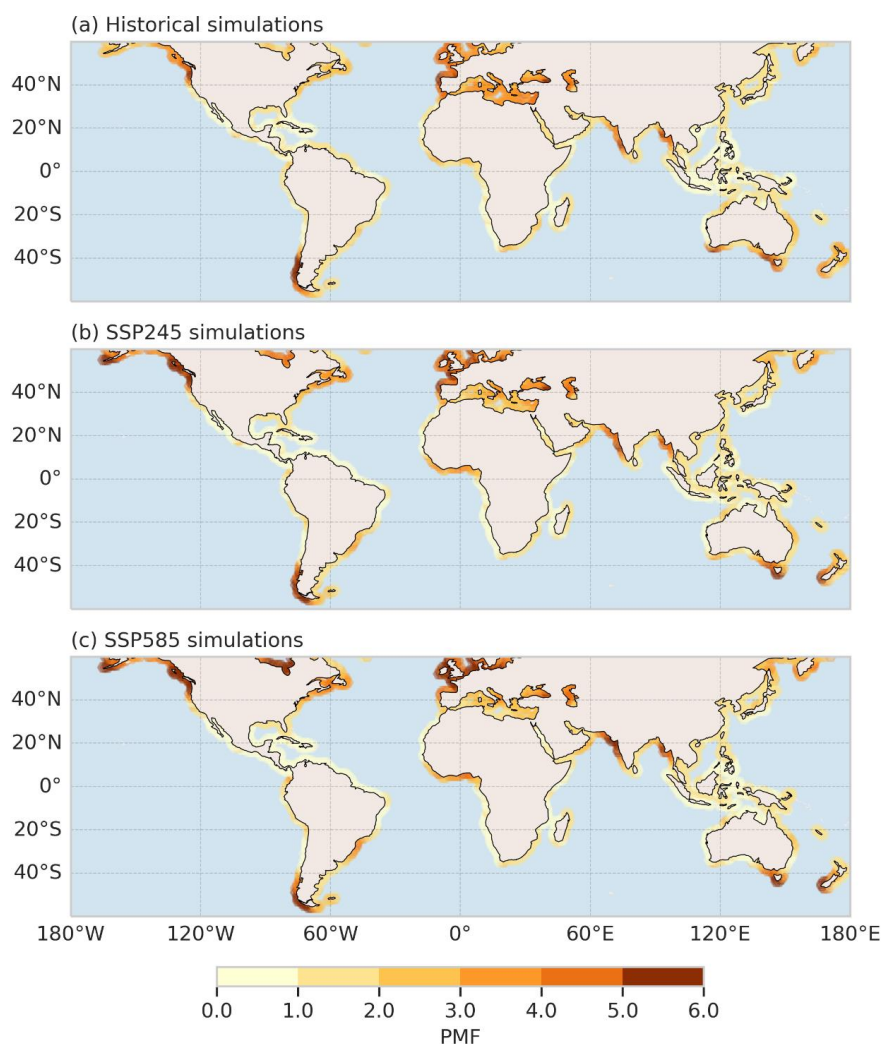 (a) Historical simulations
40°N
20°N
0°
20°S
40°S
(b) SSP245 simulations
40°N
20°N
0°
20°S
40°S
(c) SSP585 simulations
40°N
20°N
0°
20°S
40°S
180°W 120°W 60°W 0° 60°E 120°E 180°E
0.0 1.0 2.0 3.0 4.0 5.0 6.0
PMF